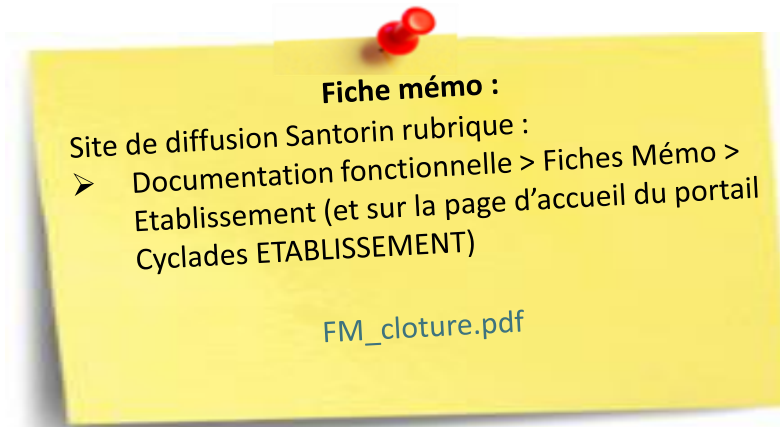 Fiche mémo :
Site de diffusion Santorin rubrique :
➢ Documentation fonctionnelle > Fiches Mémo >
Etablissement (et sur la page d’accueil du portail
Cyclades ETABLISSEMENT)
FM_cloture.pdf